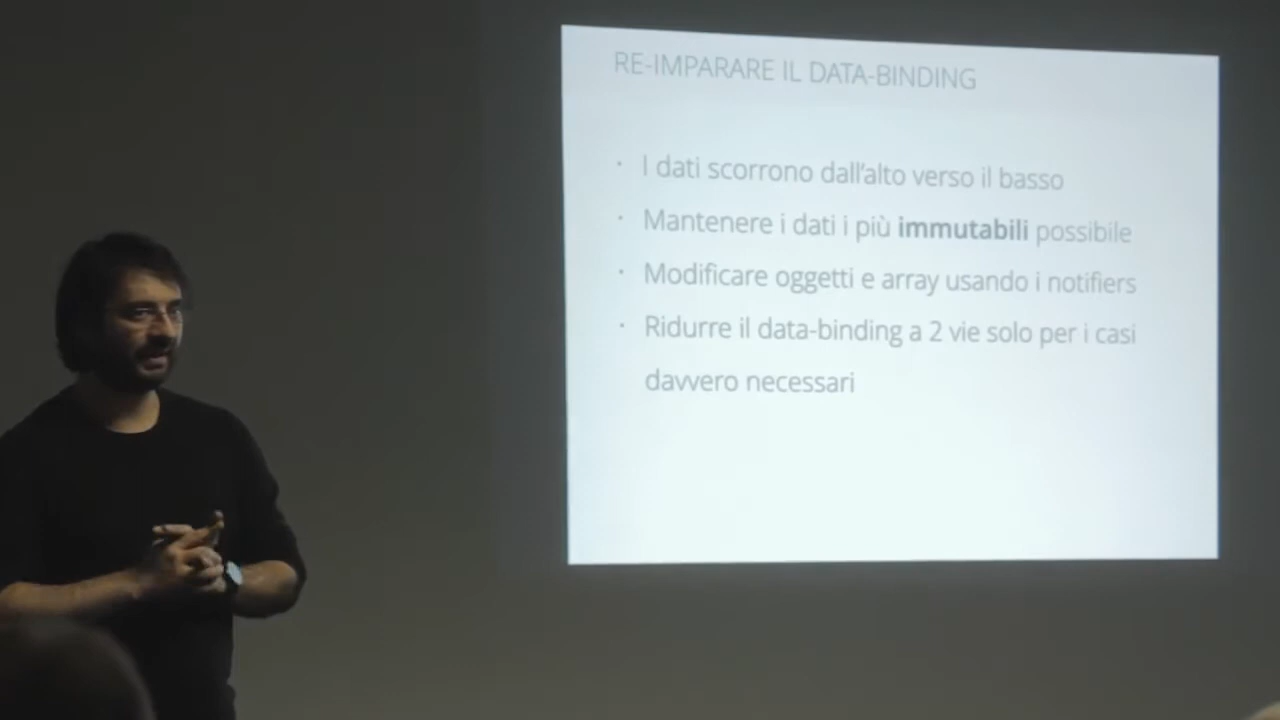 RE-IMPARARE IL DATA-BINDING
· I dati scorrono dall'alto verso il basso
· Mantenere i dati i più immutabili possibile
· Modificare oggetti e array usando i notifiers
· Ridurre il data-binding a 2 vie solo per i casi
davvero necessari